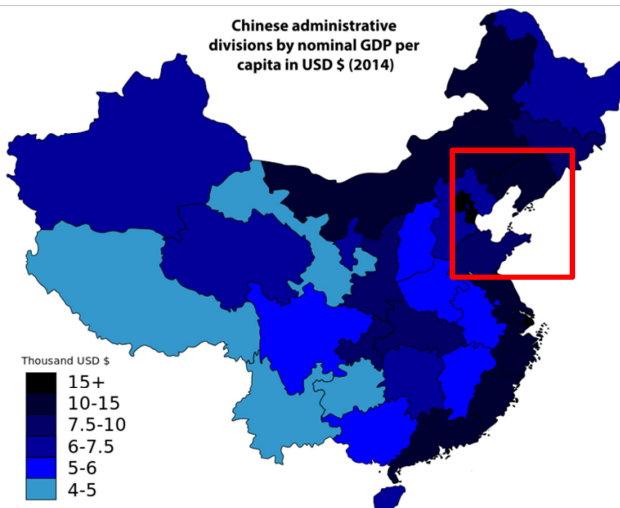 Chinese administrative
divisions by nominal GDP per
capita in USD $ (2014)
Thousand USD $
15+
10-15
7.5-10
6-7.5
5-6
4-5